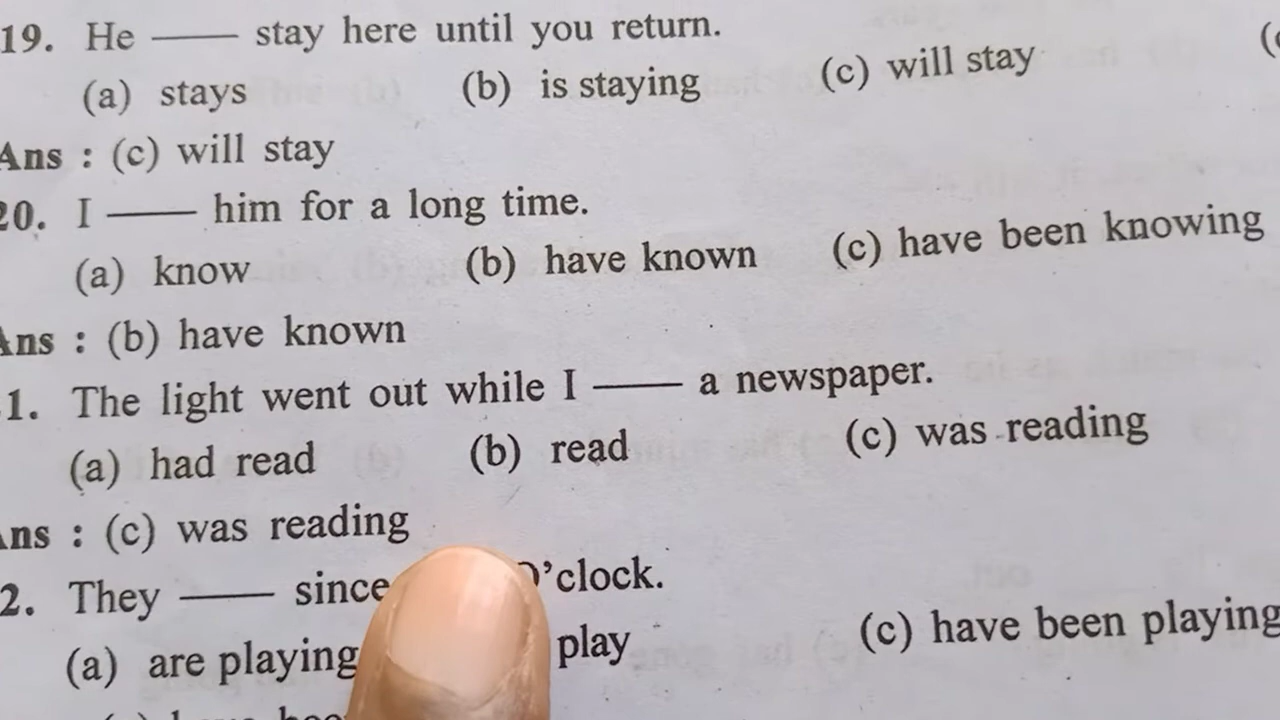 19. He —— stay here until you return.
(a) stays (b) is staying (c) will stay
Ans : (c) will stay
20. I —— him for a long time.
(a) know (b) have known (c) have been knowing
Ans : (b) have known
1. The light went out while I —— a newspaper.
(a) had read (b) read (c) was reading
Ans : (c) was reading
2. They —— since O'clock.
(a) are playing play (c) have been playing